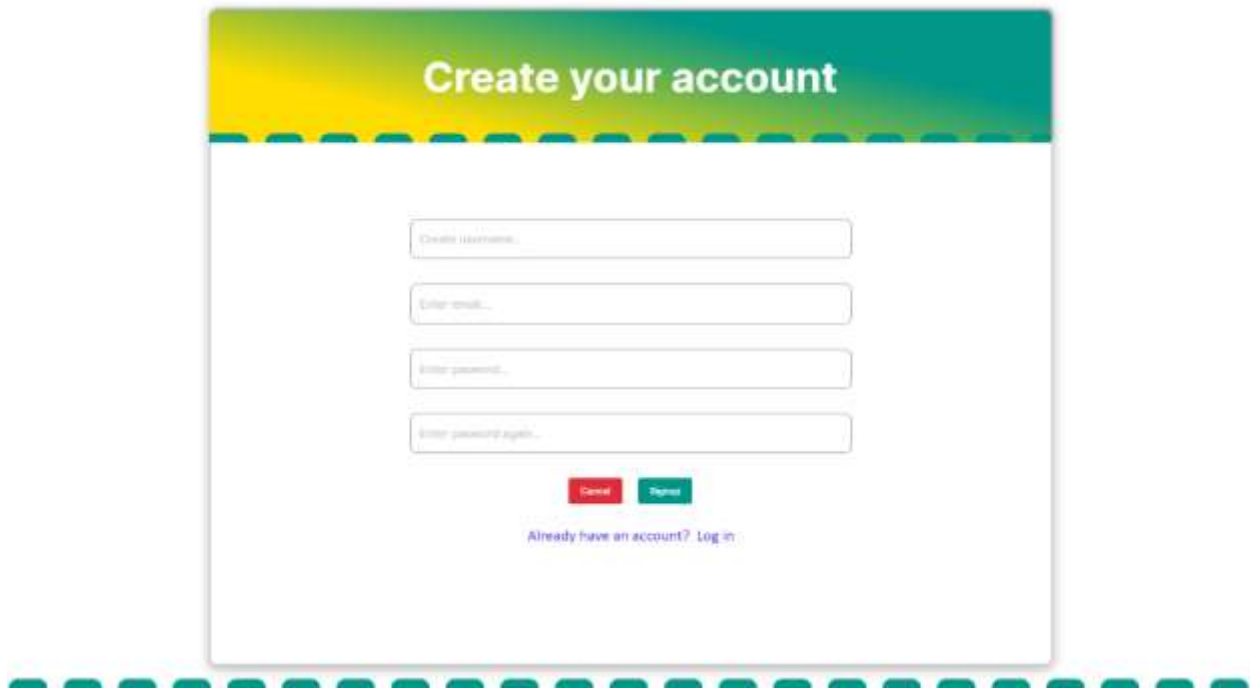 Create your account
Create username...
Enter email...
Enter password...
Enter password again...
Cancel Signup
Already have an account? Log in